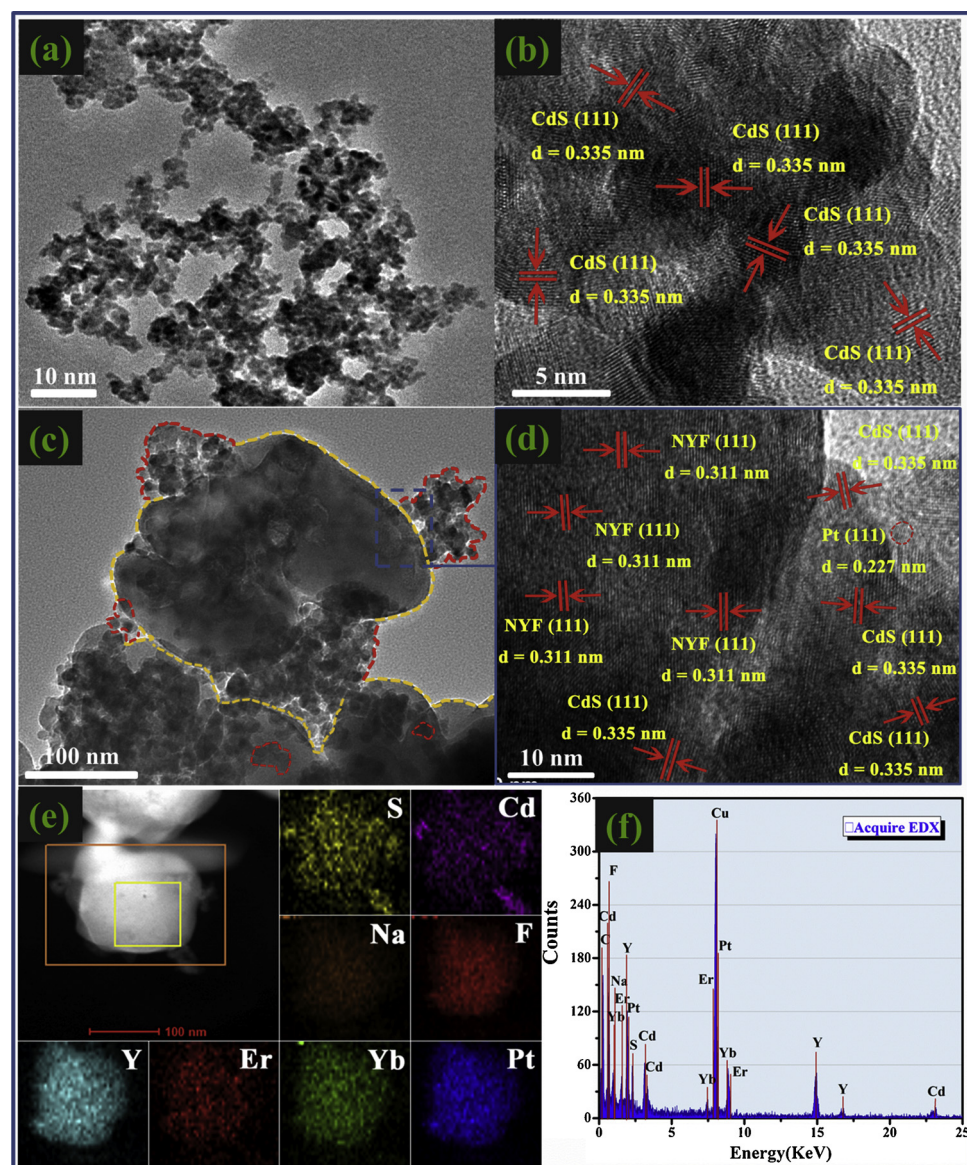 (a)
10 nm
(b)
CdS (111)
d = 0.335 nm
CdS (111)
d = 0.335 nm
CdS (111)
d = 0.335 nm
CdS (111)
d = 0.335 nm
CdS (111)
d = 0.335 nm
5 nm
(c)
100 nm
(d)
NYF (111)
d = 0.311 nm
CdS (111)
d = 0.335 nm
NYF (111)
d = 0.311 nm
Pt (111)
d = 0.227 nm
NYF (111)
d = 0.311 nm
NYF (111)
d = 0.311 nm
CdS (111)
d = 0.335 nm
CdS (111)
d = 0.335 nm
CdS (111)
d = 0.335 nm
10 nm
(e)
100 nm
S
Cd
Na
F
Y
Er
Yb
Pt
(f)
Acquire EDX
Counts
360
300
240
180
120
60
0
Cu
F
Cd
C
Y
Pt
Na
Er
Er
Yb
Pt
S
Cd
Cd
Yb
Yb
Er
Y
Y
Cd
0
5
10
15
20
25
Energy(KeV)